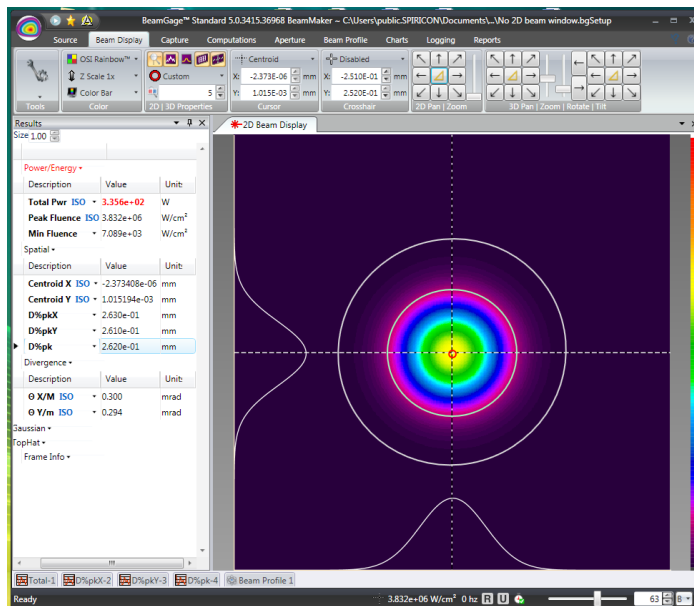 BeamGage™ Standard 5.0.3415.36968 BeamMaker ~ C:\Users\public.SPIRICON\Documents\...\No 2D beam window.bgSetup
Source Beam Display Capture Computations Aperture Beam Profile Charts Logging Reports
OSI Rainbow™ Custom Centroid Disabled
Z Scale 1x X: -2.373E-06 mm X: -2.510E-01 mm
Color Bar 5 Y: 1.015E-03 mm Y: 2.520E-01 mm
Tools Color 2D | 3D Properties Cursor Crosshair 2D Pan | Zoom 3D Pan | Zoom | Rotate | Tilt
Results
2D Beam Display
Size 1.00
Power/Energy
Description Value Unit:
Total Pwr ISO 3.356e+02 W
Peak Fluence ISO 3.832e+06 W/cm²
Min Fluence 7.089e+03 W/cm²
Spatial
Description Value Unit:
Centroid X ISO -2.373408e-06 mm
Centroid Y ISO 1.015194e-03 mm
D%pkX 2.630e-01 mm
D%pkY 2.610e-01 mm
D%pk 2.620e-01 mm
Divergence
Description Value Unit:
Θ X/M ISO 0.300 mrad
Θ Y/m ISO 0.294 mrad
Gaussian
TopHat
Frame Info
Total-1 D%pkX-2 D%pkY-3 D%pk-4 Beam Profile 1
Ready 3.832e+06 W/cm² 0 hz R U 63 B